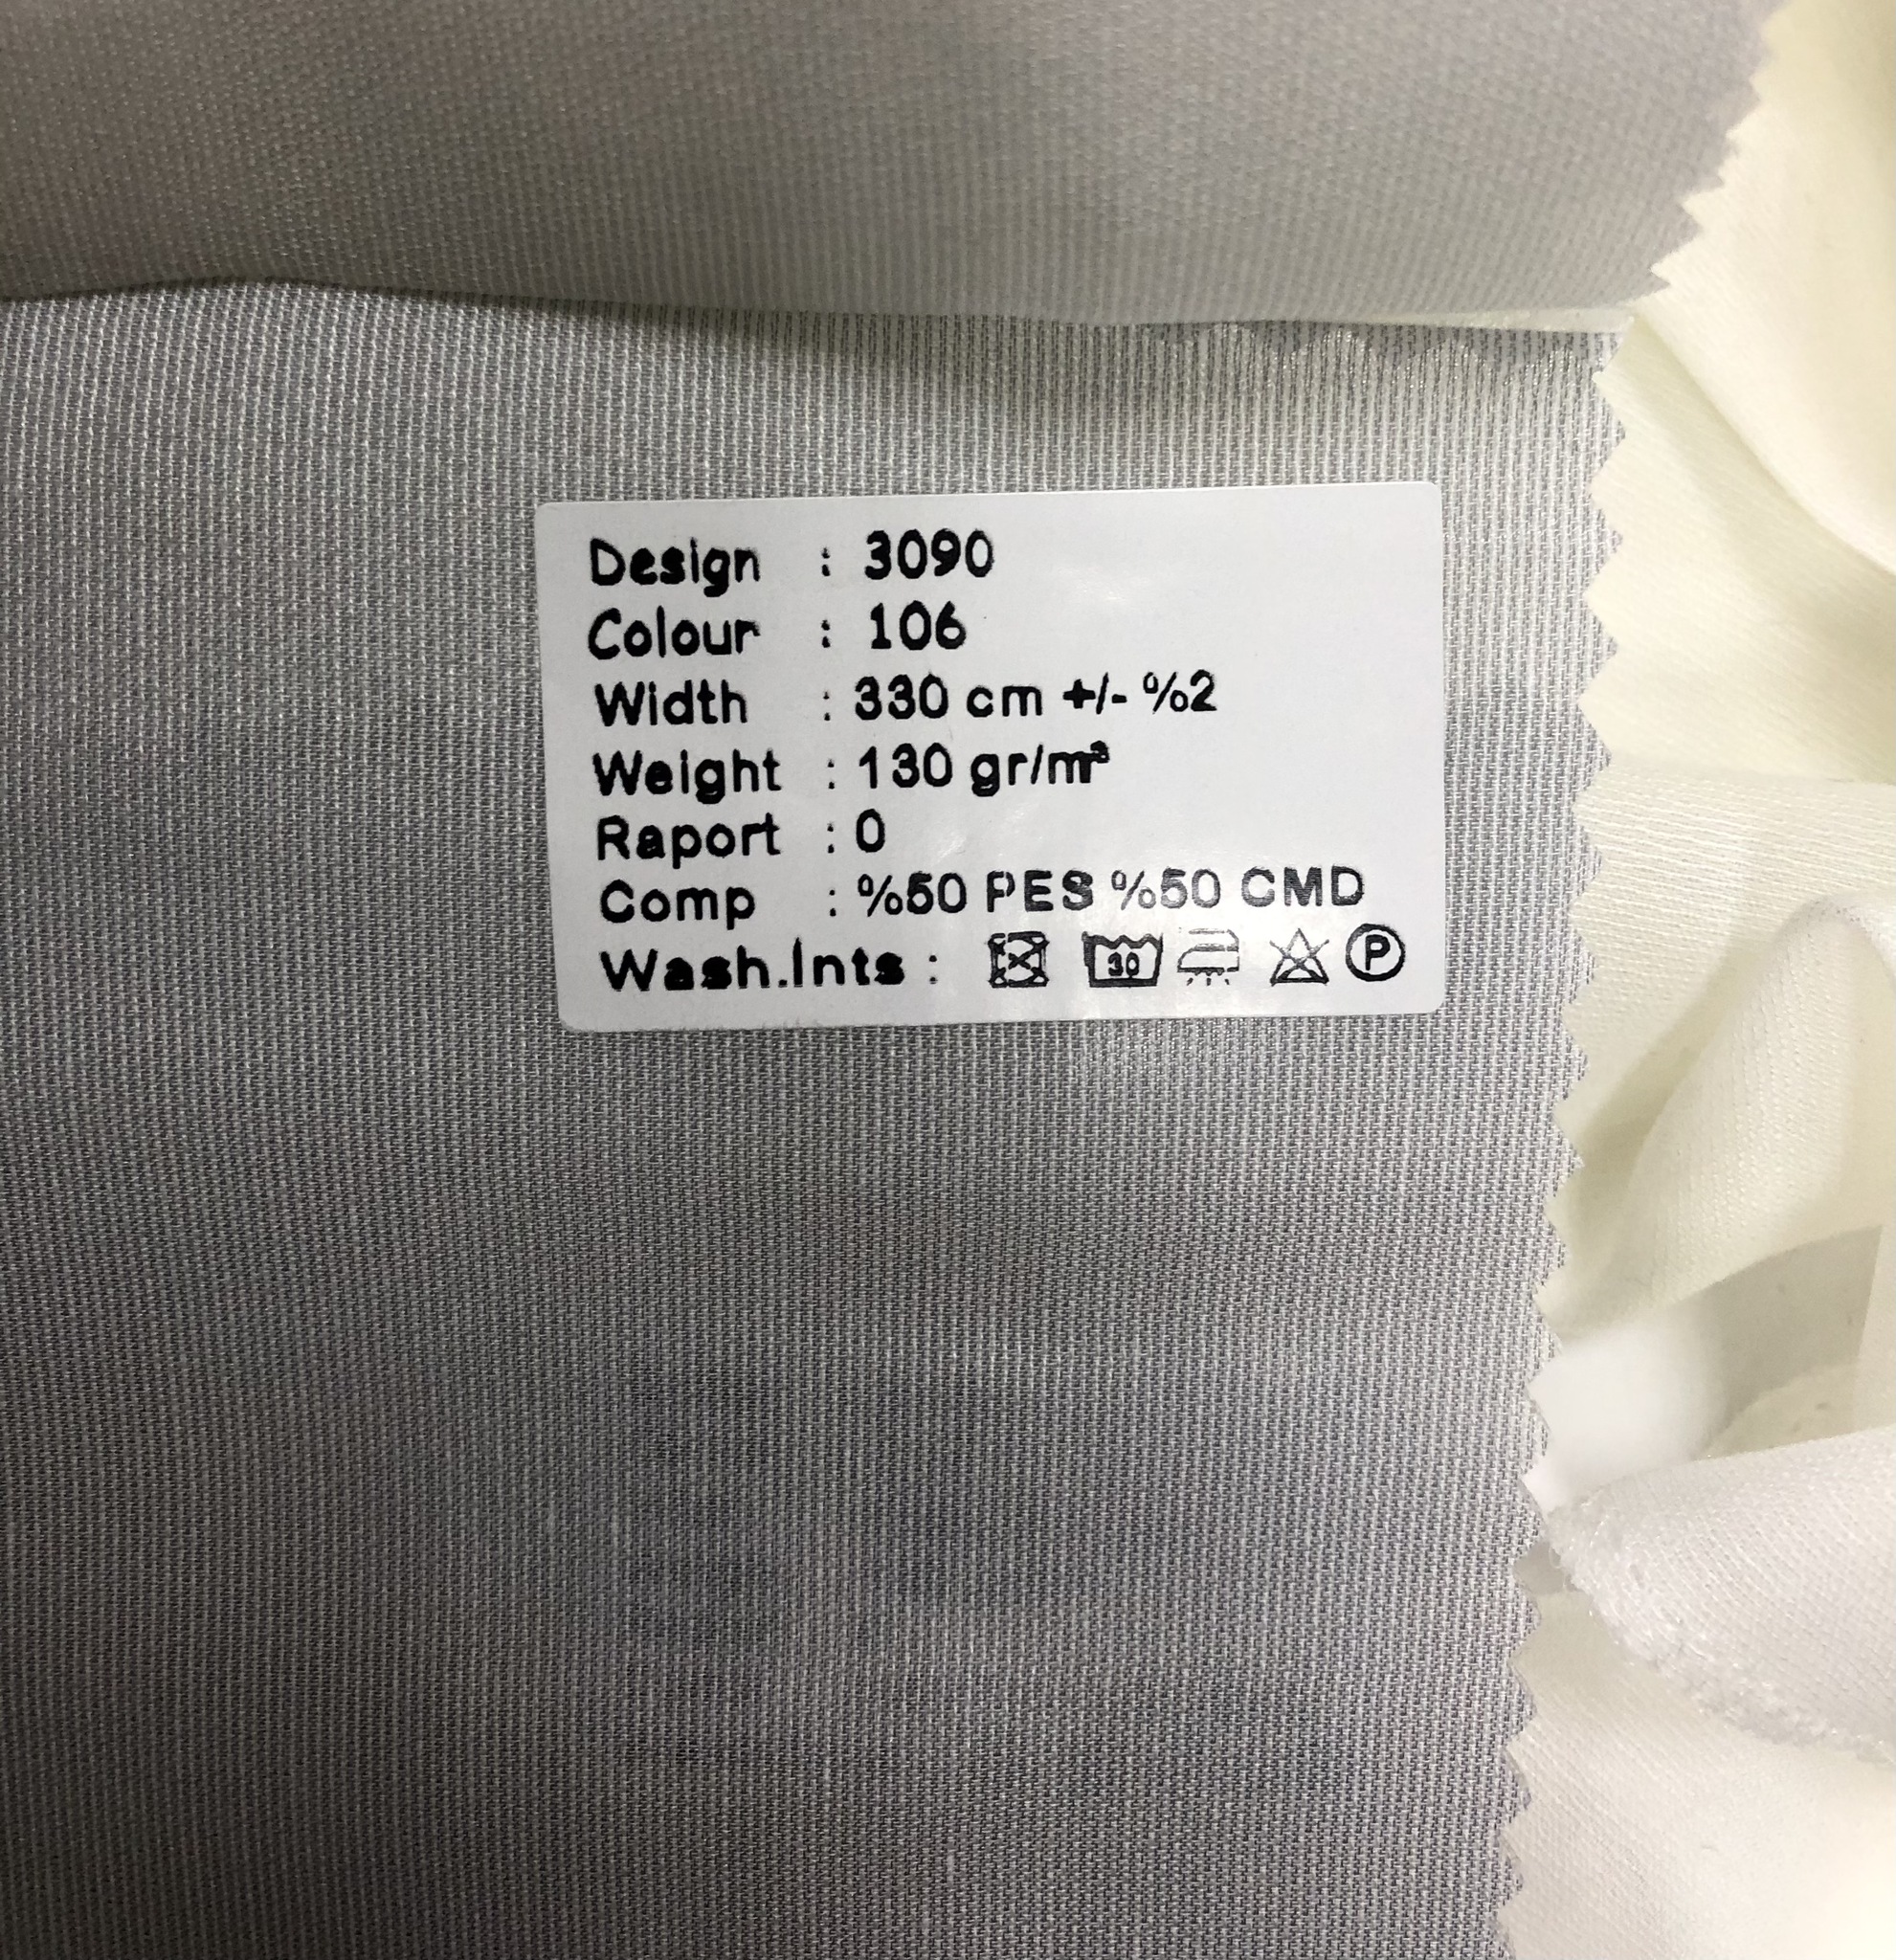 Design : 3090
Colour : 106
Width : 330 cm +/- %2
Weight : 130 gr/m³
Raport : 0
Comp : %50 PES %50 CMD
Wash.Ints : 30 P